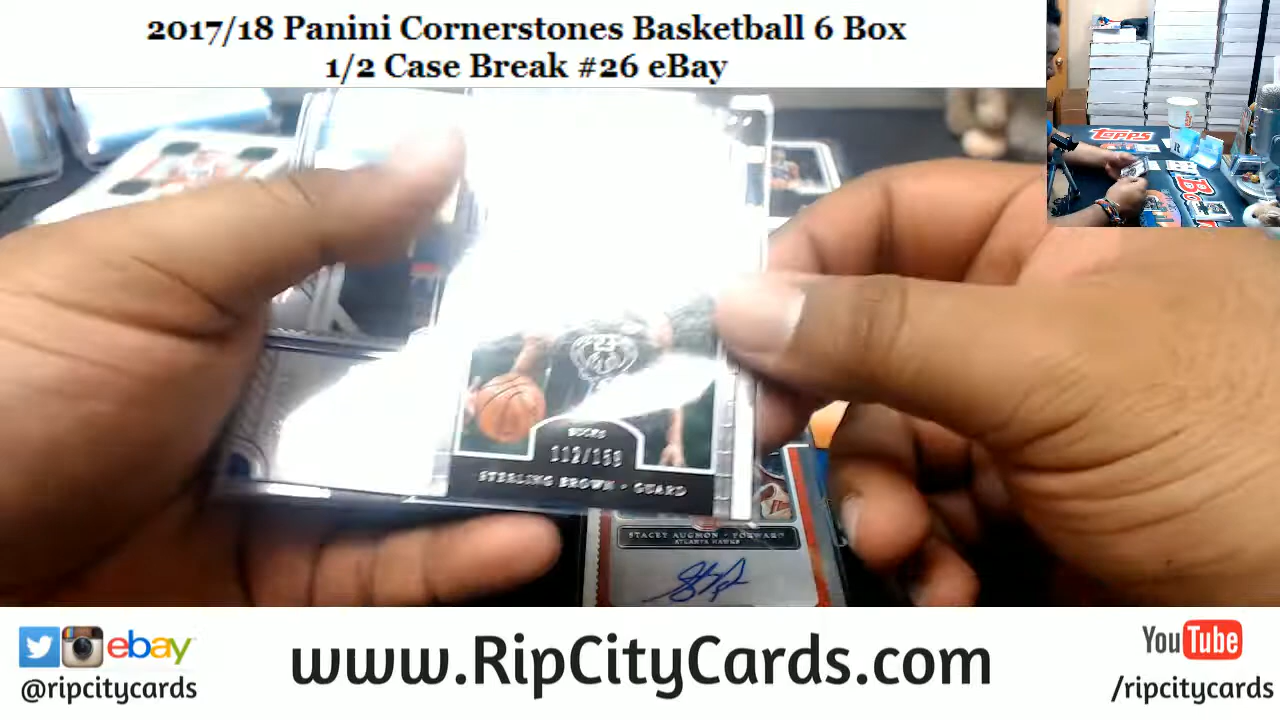 2017/18 Panini Cornerstones Basketball 6 Box
1/2 Case Break #26 eBay
Topps
BUCKS
112/159
STERLING BROWN • GUARD
STACEY AUGMON • FORWARD
ATLANTA HAWKS
ebay
@ripcitycards
www.RipCityCards.com
YouTube
/ripcitycards